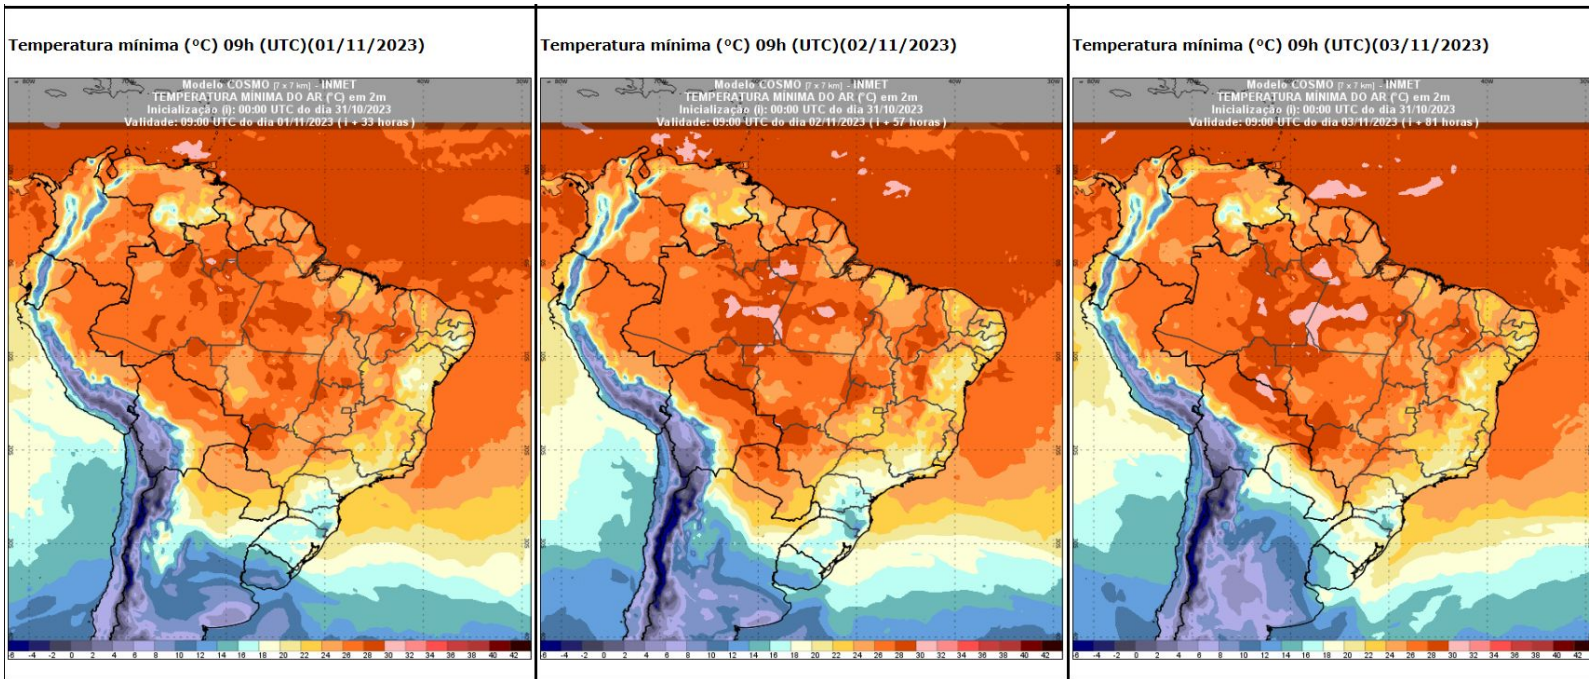 Temperatura mínima (°C) 09h (UTC)(01/11/2023)
80W 70W 60W 50W 40W 30W
Modelo COSMO [7 x 7 km] - INMET
TEMPERATURA MÍNIMA DO AR (°C) em 2m
Inicialização (i): 00:00 UTC do dia 31/10/2023
Validade: 09:00 UTC do dia 01/11/2023 ( i + 33 horas )
-6 -4 -2 0 2 4 6 8 10 12 14 16 18 20 22 24 26 28 30 32 34 36 38 40 42
Temperatura mínima (°C) 09h (UTC)(02/11/2023)
Modelo COSMO [7 x 7 km] - INMET
TEMPERATURA MÍNIMA DO AR (°C) em 2m
Inicialização (i): 00:00 UTC do dia 31/10/2023
Validade: 09:00 UTC do dia 02/11/2023 ( i + 57 horas )
-6 -4 -2 0 2 4 6 8 10 12 14 16 18 20 22 24 26 28 30 32 34 36 38 40 42
Temperatura mínima (°C) 09h (UTC)(03/11/2023)
Modelo COSMO [7 x 7 km] - INMET
TEMPERATURA MÍNIMA DO AR (°C) em 2m
Inicialização (i): 00:00 UTC do dia 31/10/2023
Validade: 09:00 UTC do dia 03/11/2023 ( i + 81 horas )
-6 -4 -2 0 2 4 6 8 10 12 14 16 18 20 22 24 26 28 30 32 34 36 38 40 42